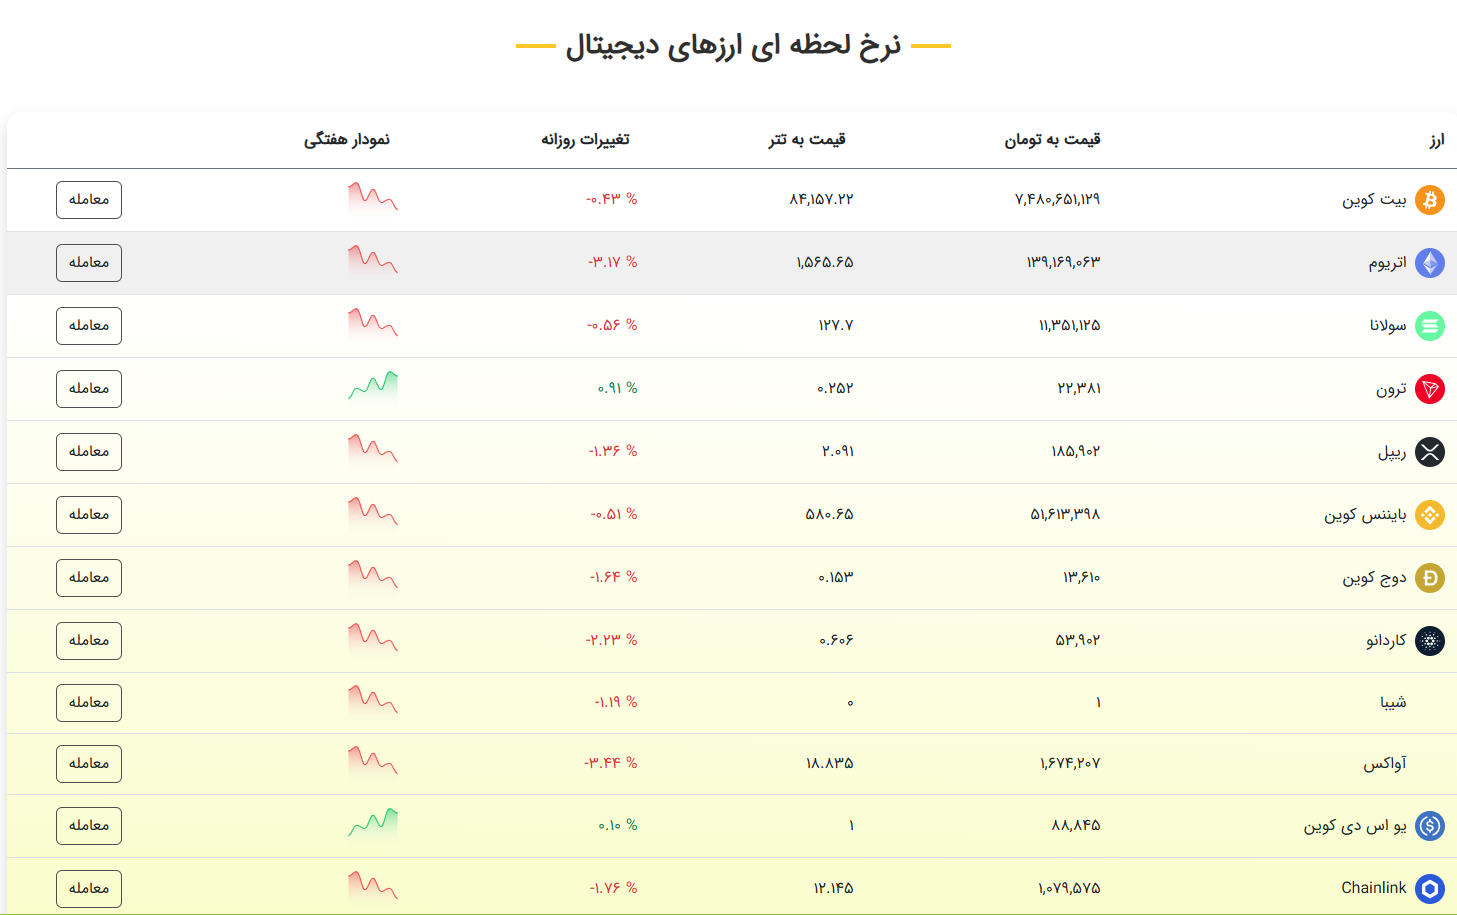 نرخ لحظه ای ارزهای دیجیتال
ارز قیمت به تومان قیمت به تتر تغییرات روزانه نمودار هفتگی
بیت کوین ۷,۴۸۰,۶۵۱,۱۲۹ ۸۴,۱۵۷.۲۲ -۰.۴۳ % معامله
اتریوم ۱۳۹,۱۶۹,۰۶۳ ۱,۵۶۵.۶۵ -۳.۱۷ % معامله
سولانا ۱۱,۳۵۱,۱۲۵ ۱۲۷.۷ -۰.۵۶ % معامله
ترون ۲۲,۳۸۱ ۰.۲۵۲ ۰.۹۱ % معامله
ریپل ۱۸۵,۹۰۲ ۲.۰۹۱ -۱.۳۶ % معامله
بایننس کوین ۵۱,۶۱۳,۳۹۸ ۵۸۰.۶۵ -۰.۵۱ % معامله
دوج کوین ۱۳,۶۱۰ ۰.۱۵۳ -۱.۶۴ % معامله
کاردانو ۵۳,۹۰۲ ۰.۶۰۶ -۲.۲۳ % معامله
شیبا ۱ ۰ -۱.۱۹ % معامله
آواکس ۱,۶۷۴,۲۰۷ ۱۸.۸۳۵ -۳.۴۴ % معامله
یو اس دی کوین ۸۸,۸۴۵ ۱ ۰.۱۰ % معامله
Chainlink ۱,۰۷۹,۵۷۵ ۱۲.۱۴۵ -۱.۷۶ % معامله